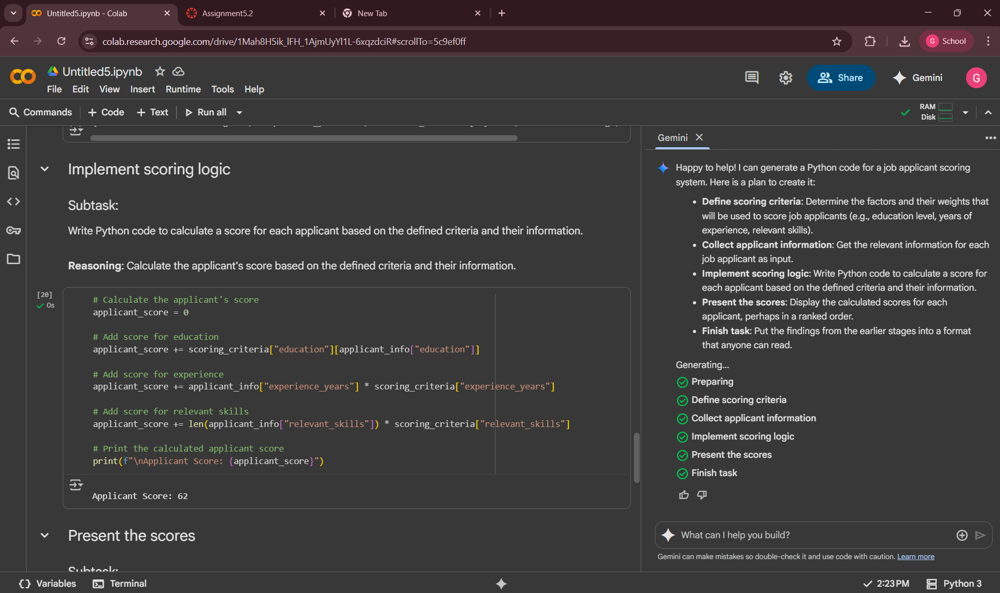 Untitled5.ipynb - Colab
Assignment5.2
New Tab
colab.research.google.com/drive/1Mah8H5ik_lFH_1AjmUyYl1L-6xqzdciR#scrollTo=5c9ef0ff
G School
Untitled5.ipynb
File Edit View Insert Runtime Tools Help
Share
Gemini
G
Commands + Code + Text Run all
RAM
Disk
Implement scoring logic
Subtask:
Write Python code to calculate a score for each applicant based on the defined criteria and their information.
Reasoning: Calculate the applicant's score based on the defined criteria and their information.
[20]
0s
# Calculate the applicant's score
applicant_score = 0
# Add score for education
applicant_score += scoring_criteria["education"][applicant_info["education"]]
# Add score for experience
applicant_score += applicant_info["experience_years"] * scoring_criteria["experience_years"]
# Add score for relevant skills
applicant_score += len(applicant_info["relevant_skills"]) * scoring_criteria["relevant_skills"]
# Print the calculated applicant score
print(f"\nApplicant Score: {applicant_score}")
Applicant Score: 62
Present the scores
Subtask:
Gemini
Happy to help! I can generate a Python code for a job applicant scoring
system. Here is a plan to create it:
• Define scoring criteria: Determine the factors and their weights that
will be used to score job applicants (e.g., education level, years of
experience, relevant skills).
• Collect applicant information: Get the relevant information for each
job applicant as input.
• Implement scoring logic: Write Python code to calculate a score for
each applicant based on the defined criteria and their information.
• Present the scores: Display the calculated scores for each
applicant, perhaps in a ranked order.
• Finish task: Put the findings from the earlier stages into a format
that anyone can read.
Generating...
Preparing
Define scoring criteria
Collect applicant information
Implement scoring logic
Present the scores
Finish task
What can I help you build?
Gemini can make mistakes so double-check it and use code with caution. Learn more
Variables
Terminal
2:23 PM
Python 3